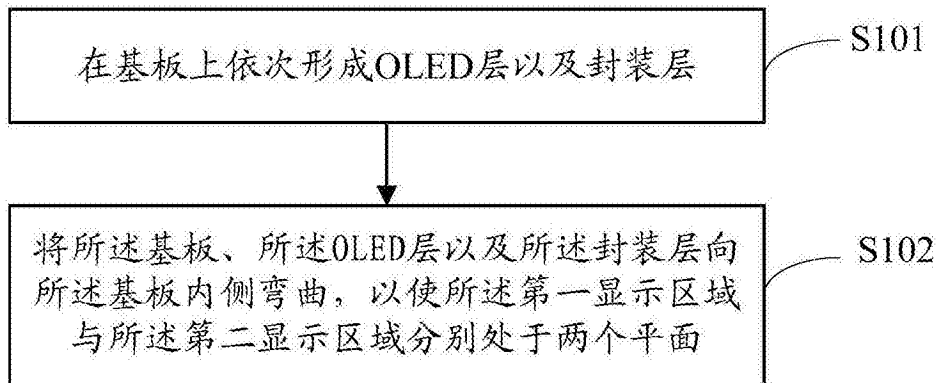 在基板上依次形成OLED层以及封装层
S101
将所述基板、所述OLED层以及所述封装层向
所述基板内侧弯曲，以使所述第一显示区域
与所述第二显示区域分别处于两个平面
S102